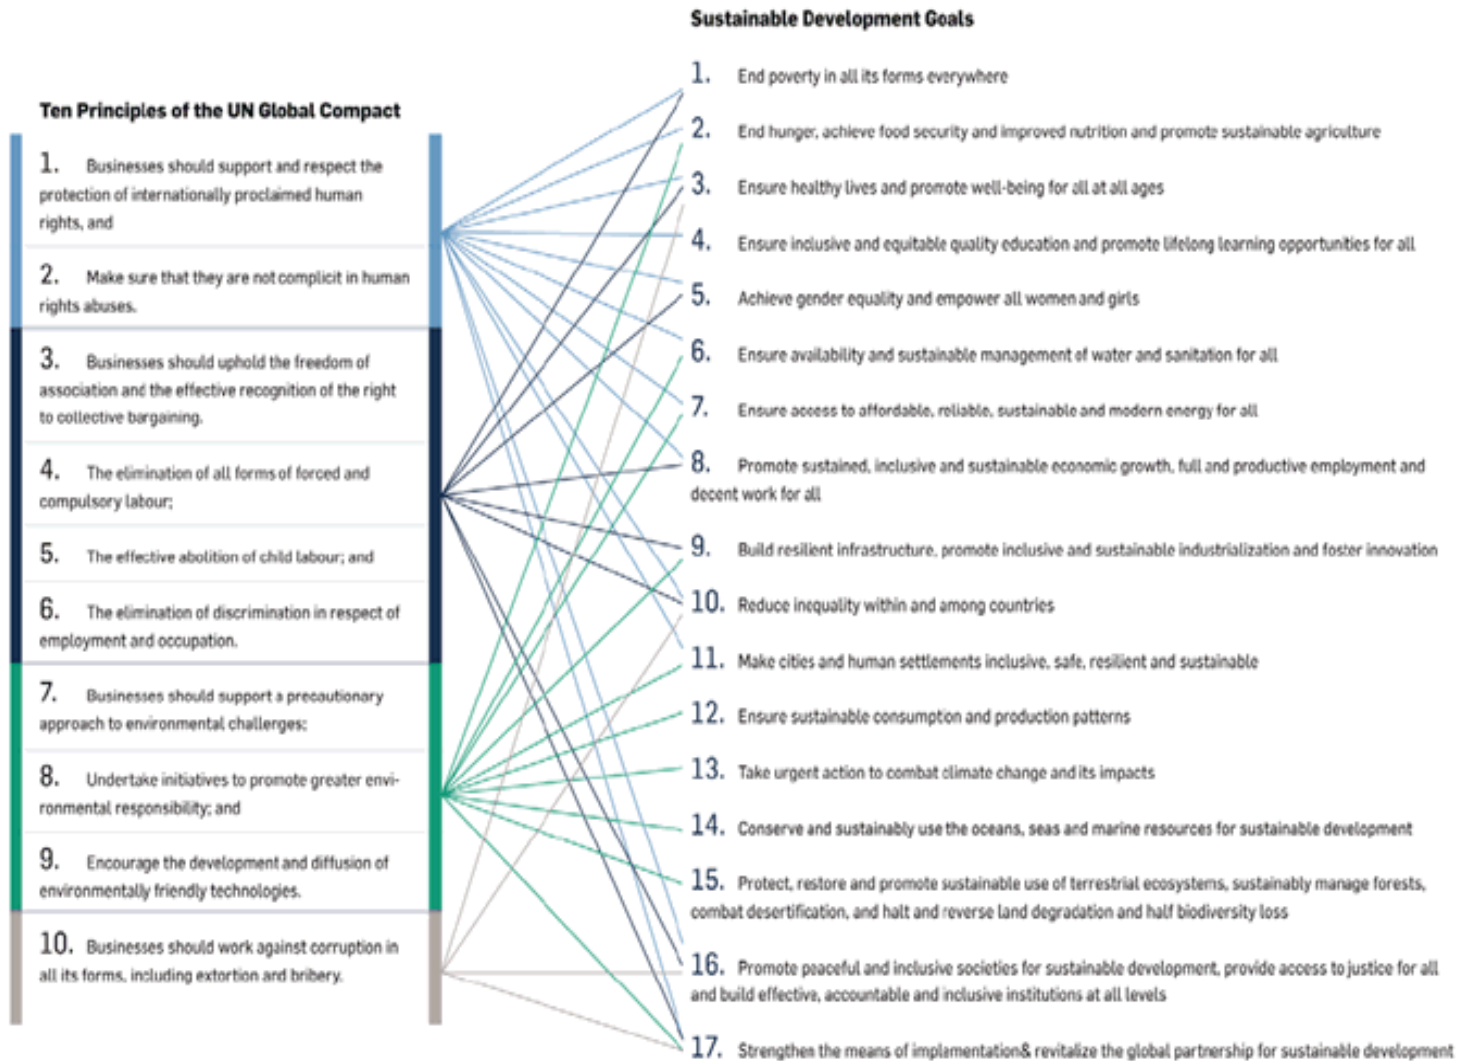 Sustainable Development Goals
Ten Principles of the UN Global Compact
1. Businesses should support and respect the
protection of internationally proclaimed human
rights, and
2. Make sure that they are not complicit in human
rights abuses.
3. Businesses should uphold the freedom of
association and the effective recognition of the right
to collective bargaining.
4. The elimination of all forms of forced and
compulsory labour;
5. The effective abolition of child labour; and
6. The elimination of discrimination in respect of
employment and occupation.
7. Businesses should support a precautionary
approach to environmental challenges;
8. Undertake initiatives to promote greater envi-
ronmental responsibility; and
9. Encourage the development and diffusion of
environmentally friendly technologies.
10. Businesses should work against corruption in
all its forms, including extortion and bribery.
1. End poverty in all its forms everywhere
2. End hunger, achieve food security and improved nutrition and promote sustainable agriculture
3. Ensure healthy lives and promote well-being for all at all ages
4. Ensure inclusive and equitable quality education and promote lifelong learning opportunities for all
5. Achieve gender equality and empower all women and girls
6. Ensure availability and sustainable management of water and sanitation for all
7. Ensure access to affordable, reliable, sustainable and modern energy for all
8. Promote sustained, inclusive and sustainable economic growth, full and productive employment and
decent work for all
9. Build resilient infrastructure, promote inclusive and sustainable industrialization and foster innovation
10. Reduce inequality within and among countries
11. Make cities and human settlements inclusive, safe, resilient and sustainable
12. Ensure sustainable consumption and production patterns
13. Take urgent action to combat climate change and its impacts
14. Conserve and sustainably use the oceans, seas and marine resources for sustainable development
15. Protect, restore and promote sustainable use of terrestrial ecosystems, sustainably manage forests,
combat desertification, and halt and reverse land degradation and half biodiversity loss
16. Promote peaceful and inclusive societies for sustainable development, provide access to justice for all
and build effective, accountable and inclusive institutions at all levels
17. Strengthen the means of implementation& revitalize the global partnership for sustainable development